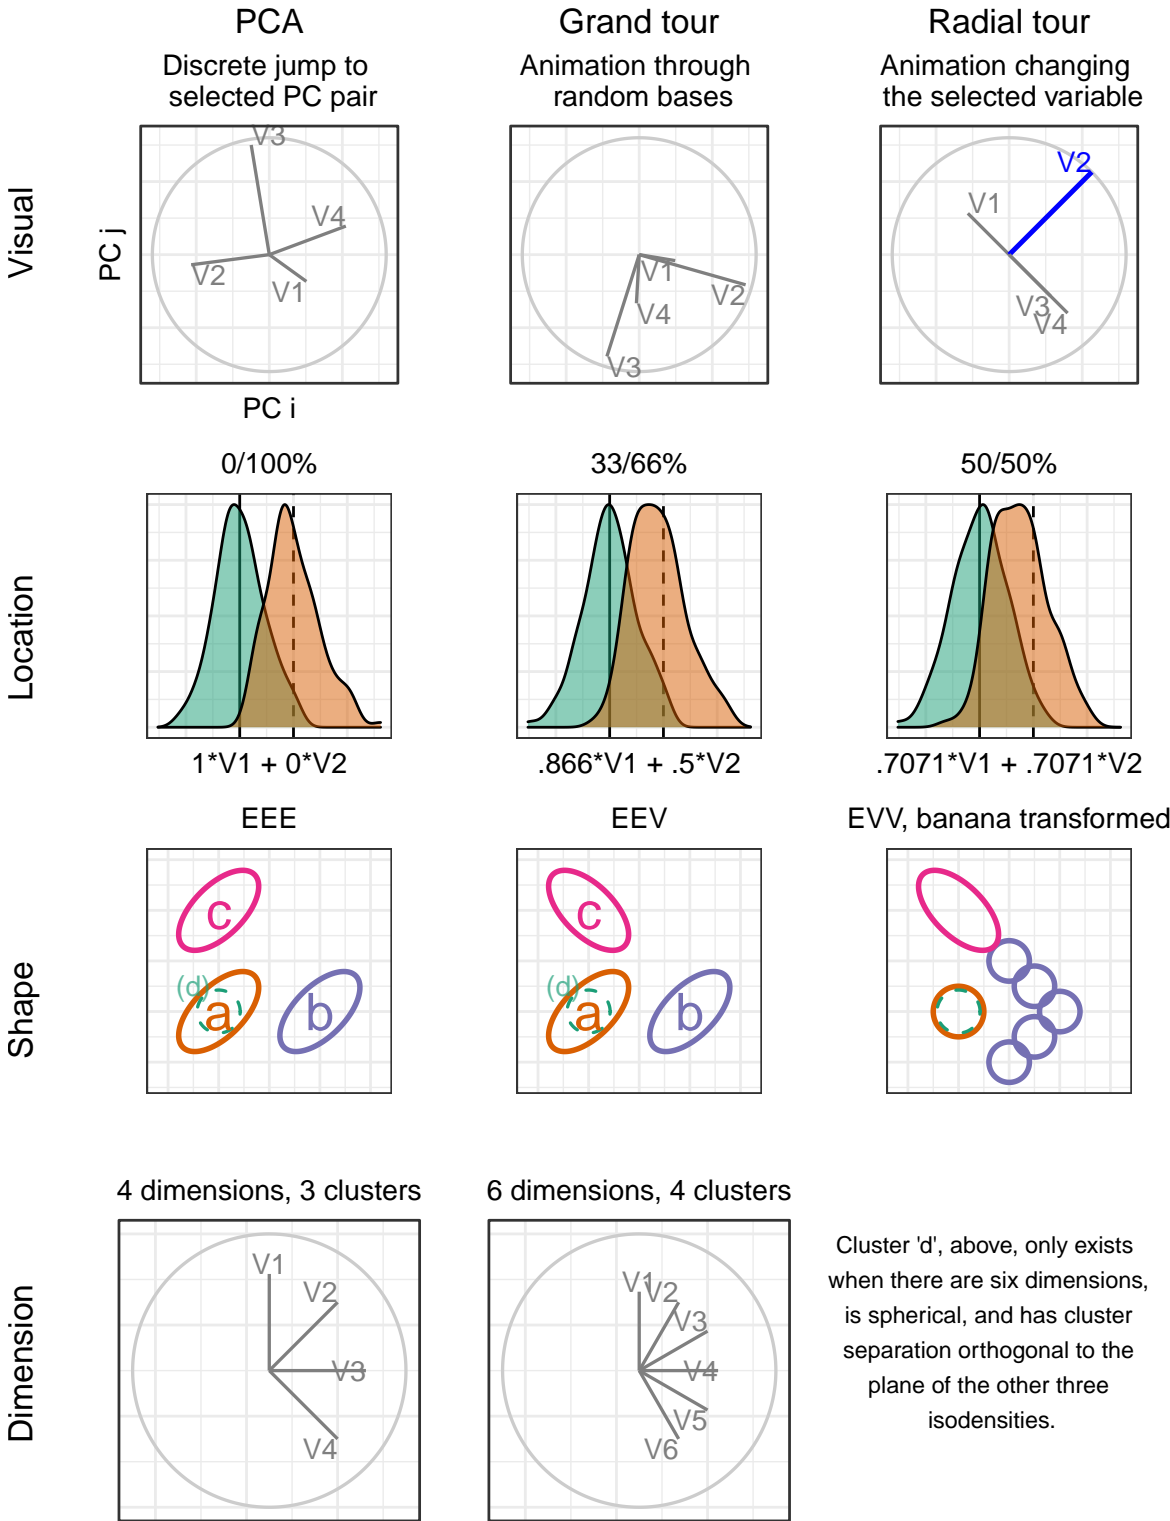 PCA
Grand tour
Radial tour
Discrete jump to
selected PC pair
Animation through
random bases
Animation changing
the selected variable
Visual
PC j
V3
V4
V2
V1
PC i
V1
V2
V4
V3
V2
V1
V3
V4
0/100%
33/66%
50/50%
Location
1*V1 + 0*V2
.866*V1 + .5*V2
.7071*V1 + .7071*V2
EEE
EEV
EVV, banana transformed
Shape
c
(d)
a
b
c
(d)
a
b
4 dimensions, 3 clusters
6 dimensions, 4 clusters
Dimension
V1
V2
V3
V4
V1
V2
V3
V4
V5
V6
Cluster 'd', above, only exists
when there are six dimensions,
is spherical, and has cluster
separation orthogonal to the
plane of the other three
isodensities.